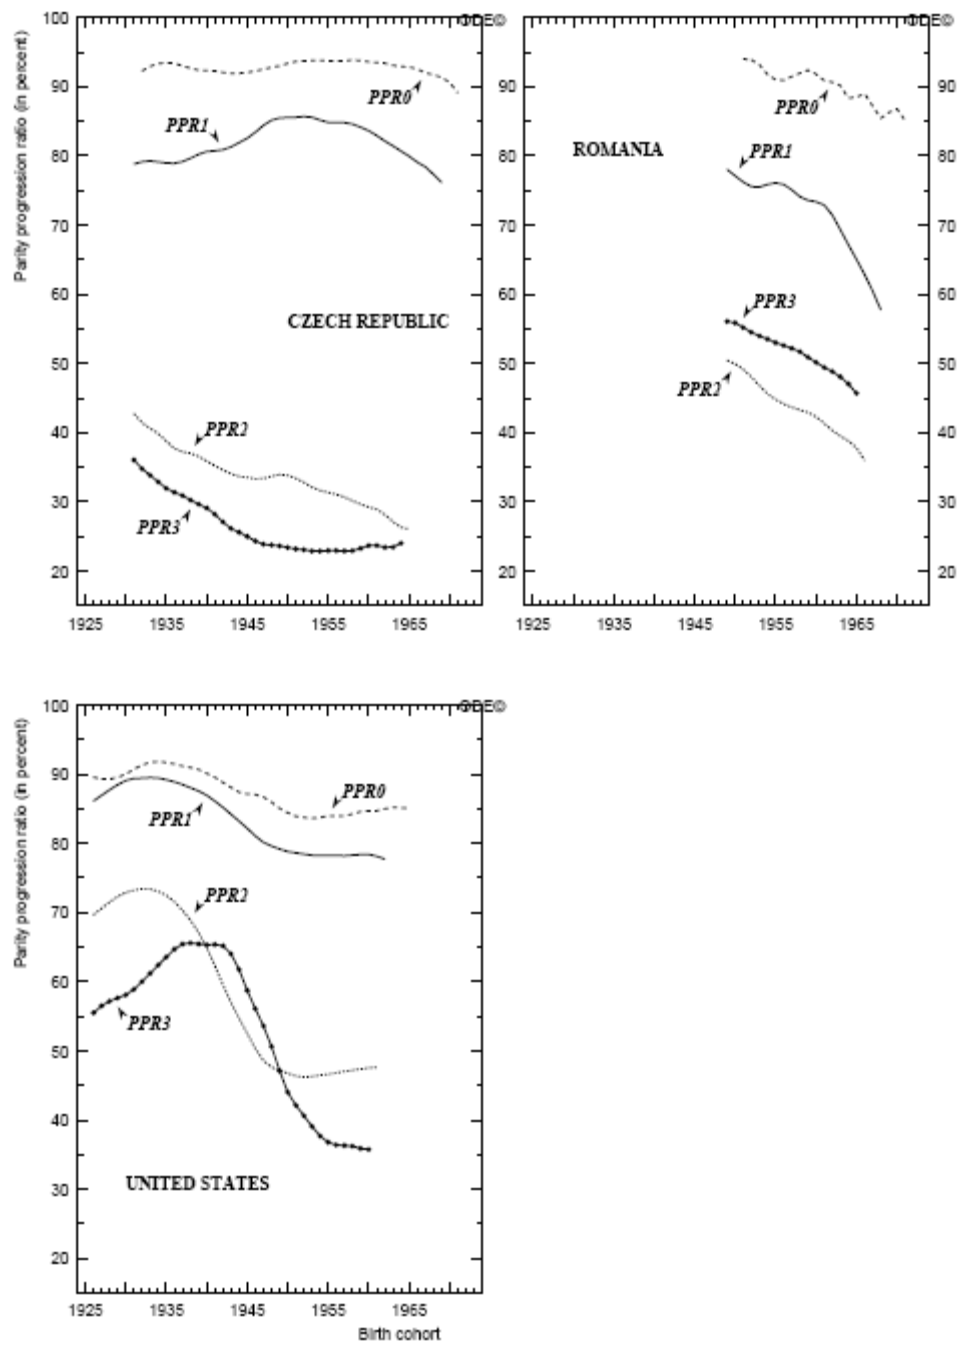 Parity progression ratio (in percent)
100
90
80
70
60
50
40
30
20
1925
1935
1945
1955
1965
PPR0
PPR1
CZECH REPUBLIC
PPR2
PPR3
90
80
70
60
50
40
30
20
1925
1935
1945
1955
1965
PPR0
ROMANIA
PPR1
PPR3
PPR2
Parity progression ratio (in percent)
100
90
80
70
60
50
40
30
20
1925
1935
1945
1955
1965
Birth cohort
PPR0
PPR1
PPR2
PPR3
UNITED STATES